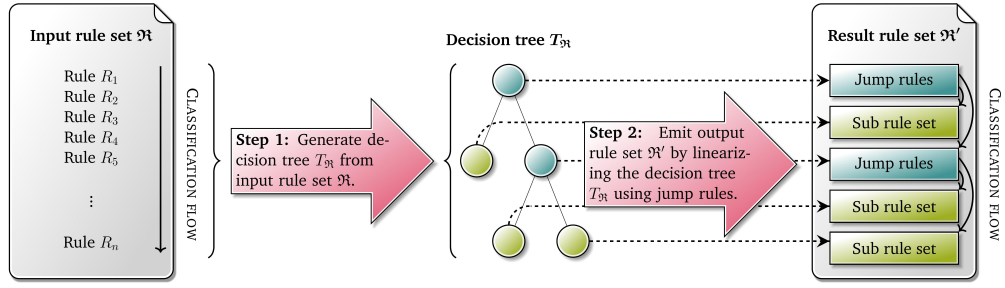 Input rule set ℜ
Rule R₁
Rule R₂
Rule R₃
Rule R₄
Rule R₅
⋮
Rule Rₙ
CLASSIFICATION FLOW
Step 1: Generate de-
cision tree T_ℜ from
input rule set ℜ.
Decision tree T_ℜ
Step 2: Emit output
rule set ℜ′ by lineariz-
ing the decision tree
T_ℜ using jump rules.
Result rule set ℜ′
Jump rules
Sub rule set
Jump rules
Sub rule set
Sub rule set
CLASSIFICATION FLOW